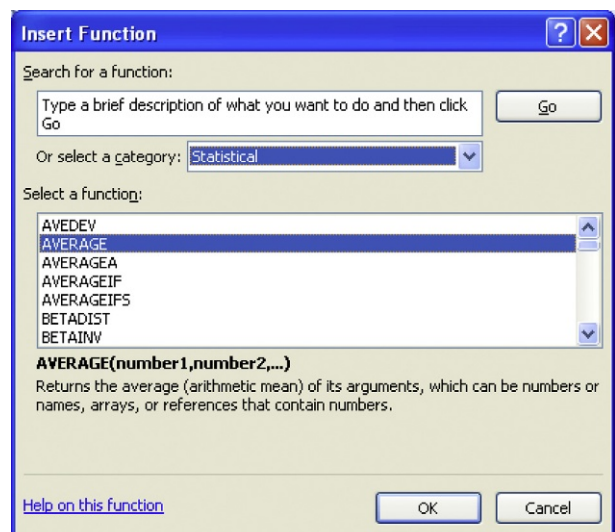 Insert Function
Search for a function:
Type a brief description of what you want to do and then click
Go
Go
Or select a category: Statistical
Select a function:
AVEDEV
AVERAGE
AVERAGEA
AVERAGEIF
AVERAGEIFS
BETADIST
BETAINV
AVERAGE(number1,number2,...)
Returns the average (arithmetic mean) of its arguments, which can be numbers or
names, arrays, or references that contain numbers.
Help on this function
OK
Cancel